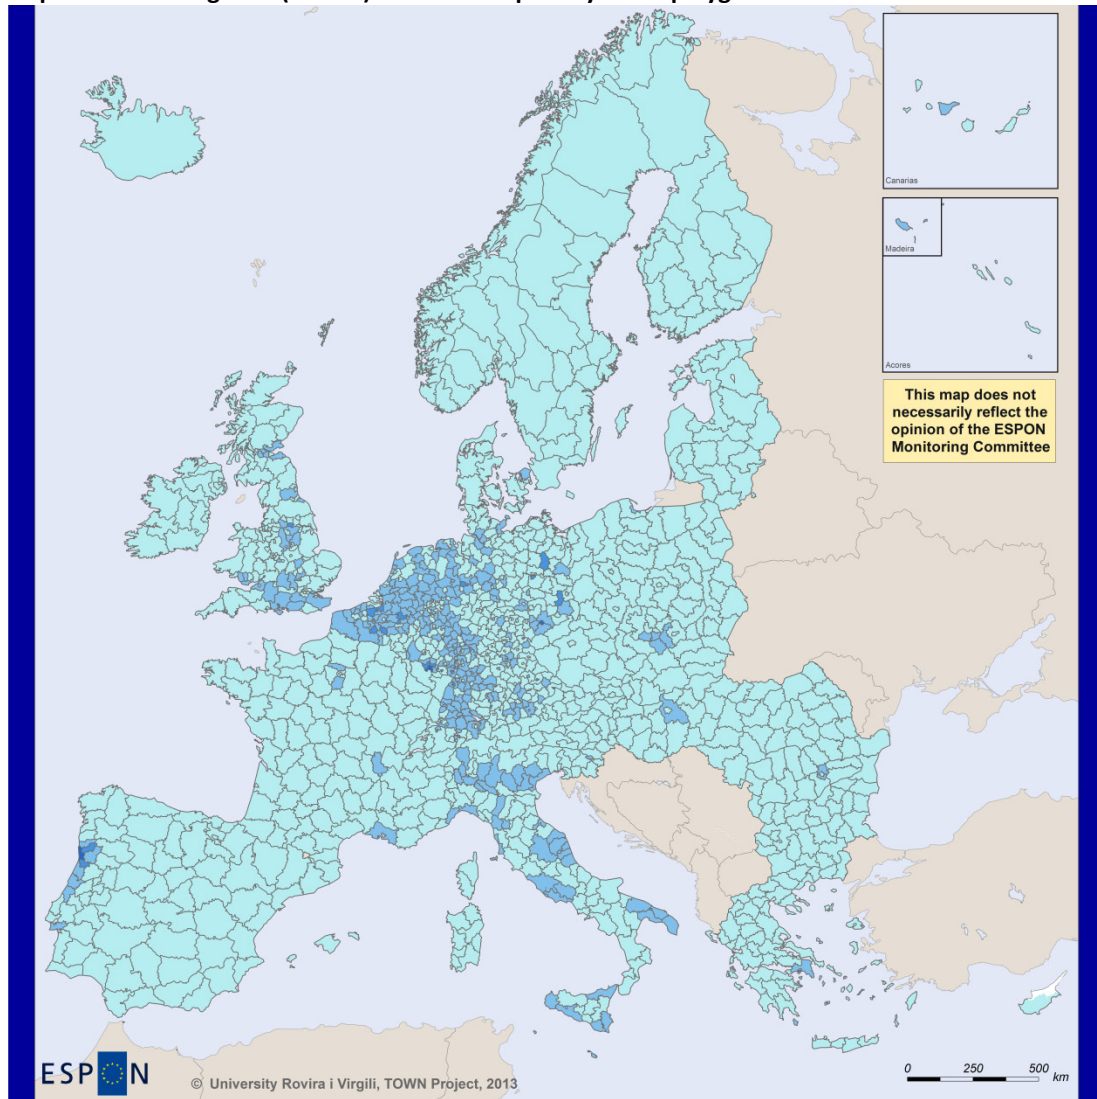 Canarias
Madeira
Acores
This map does not
necessarily reflect the
opinion of the ESPON
Monitoring Committee
ESPON
© University Rovira i Virgili, TOWN Project, 2013
0 250 500
km